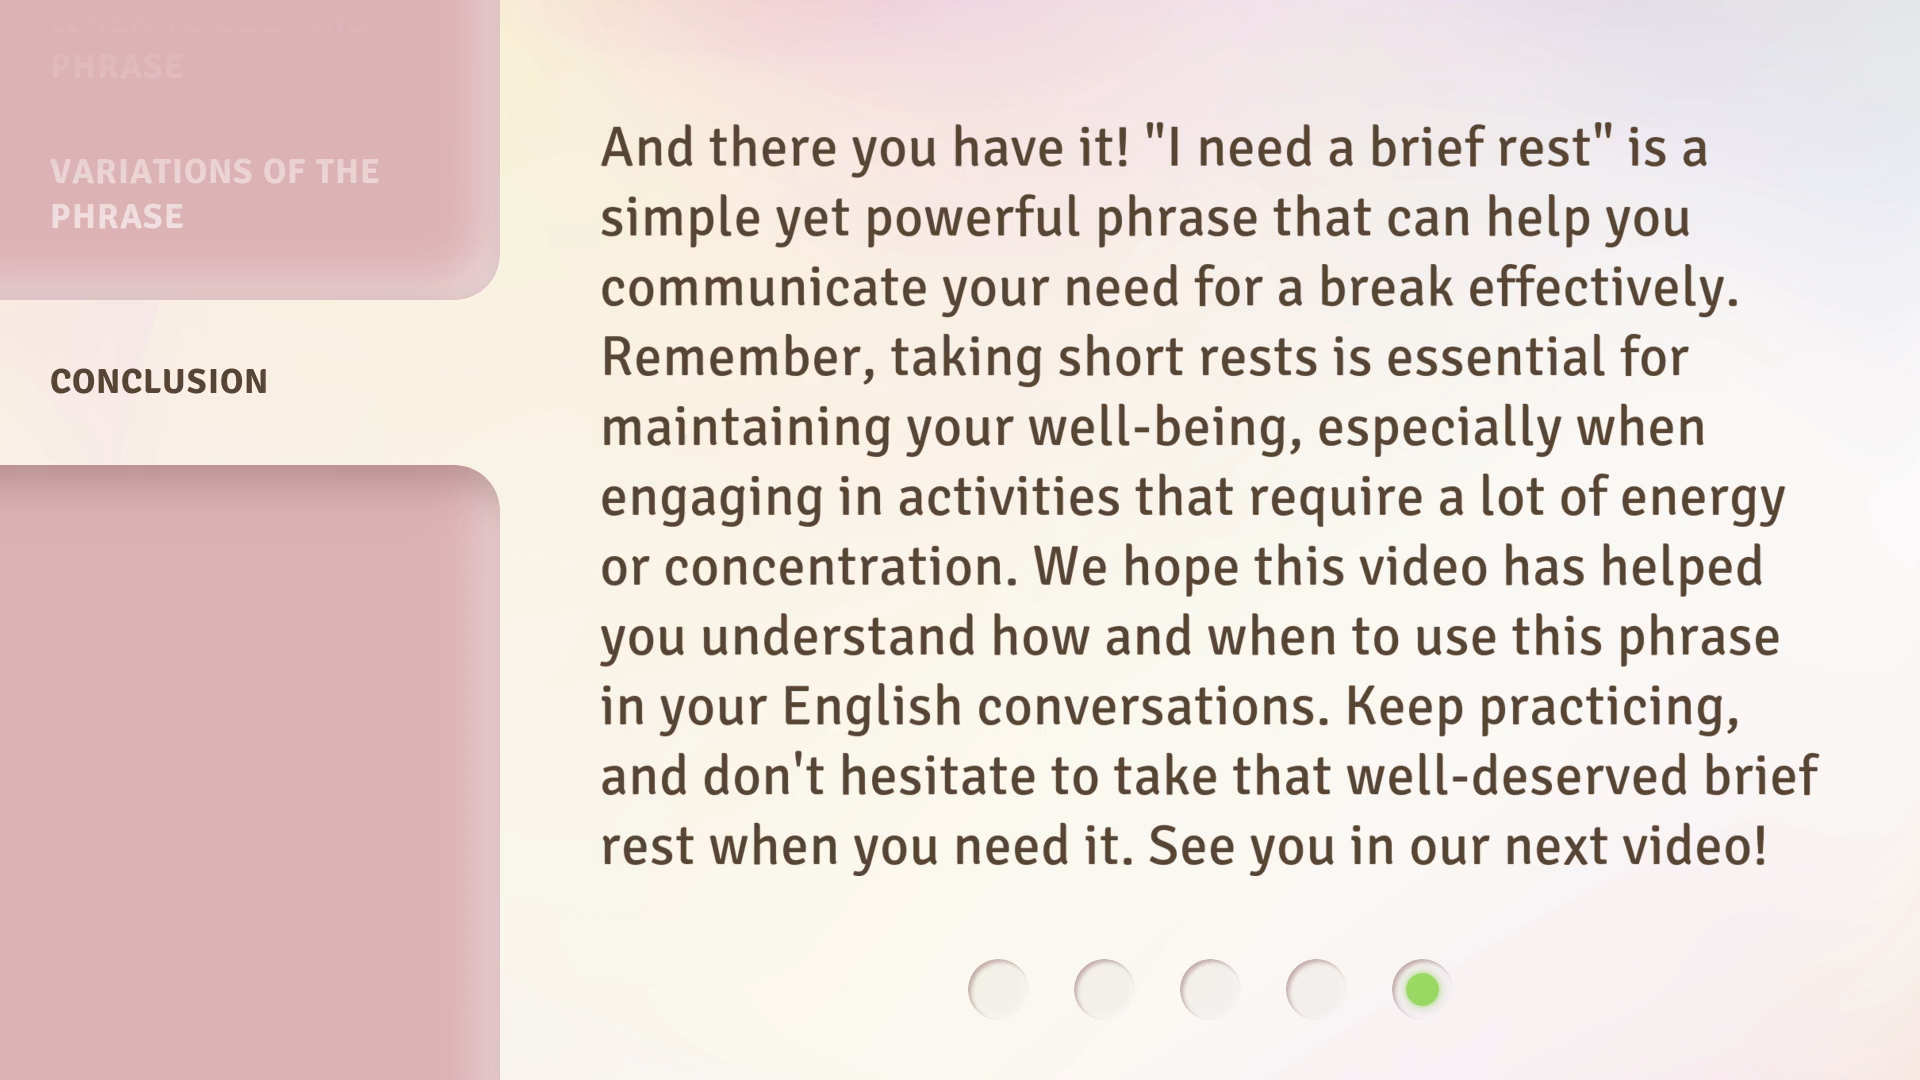 WHEN TO USE THIS
PHRASE
VARIATIONS OF THE
PHRASE
CONCLUSION
And there you have it! "I need a brief rest" is a
simple yet powerful phrase that can help you
communicate your need for a break effectively.
Remember, taking short rests is essential for
maintaining your well-being, especially when
engaging in activities that require a lot of energy
or concentration. We hope this video has helped
you understand how and when to use this phrase
in your English conversations. Keep practicing,
and don't hesitate to take that well-deserved brief
rest when you need it. See you in our next video!